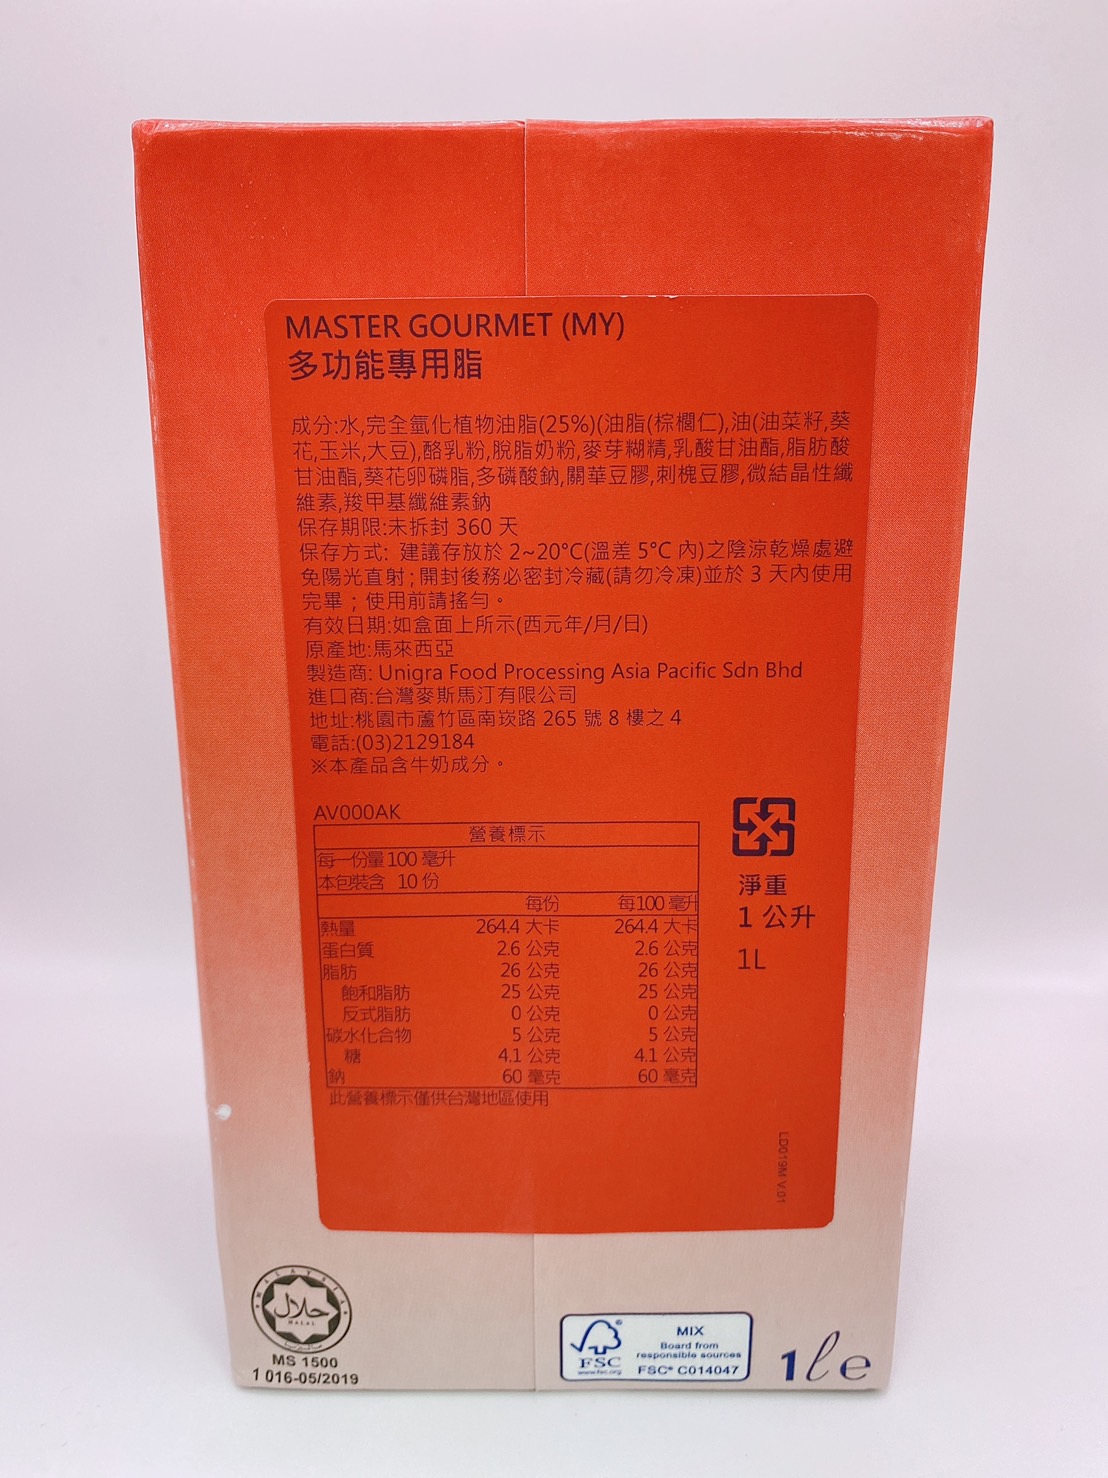 MASTER GOURMET (MY)
多功能專用脂
成分:水,完全氫化植物油脂(25%)(油脂(棕櫚仁),油(油菜籽,葵
花,玉米,大豆),酪乳粉,脫脂奶粉,麥芽糊精,乳酸甘油酯,脂肪酸
甘油酯,葵花卵磷脂,多磷酸鈉,關華豆膠,刺槐豆膠,微結晶性纖
維素,羧甲基纖維素鈉
保存期限:未拆封 360 天
保存方式: 建議存放於 2~20°C(溫差 5°C 內)之陰涼乾燥處避
免陽光直射;開封後務必密封冷藏(請勿冷凍)並於 3 天內使用
完畢;使用前請搖勻。
有效日期:如盒面上所示(西元年/月/日)
原產地:馬來西亞
製造商: Unigra Food Processing Asia Pacific Sdn Bhd
進口商:台灣麥斯馬汀有限公司
地址:桃園市蘆竹區南崁路 265 號 8 樓之 4
電話:(03)2129184
※本產品含牛奶成分。
AV000AK
營養標示
每一份量 100 毫升
本包裝含 10 份
每份 每100 毫升
熱量 264.4 大卡 264.4 大卡
蛋白質 2.6 公克 2.6 公克
脂肪 26 公克 26 公克
飽和脂肪 25 公克 25 公克
反式脂肪 0 公克 0 公克
碳水化合物 5 公克 5 公克
糖 4.1 公克 4.1 公克
鈉 60 毫克 60 毫克
此營養標示僅供台灣地區使用
淨重
1 公升
1L
LD019M V.01
MALAYSIA
حلال
HALAL
MS 1500
1 016-05/2019
FSC
www.fsc.org
MIX
Board from
responsible sources
FSC® C014047
1 l e